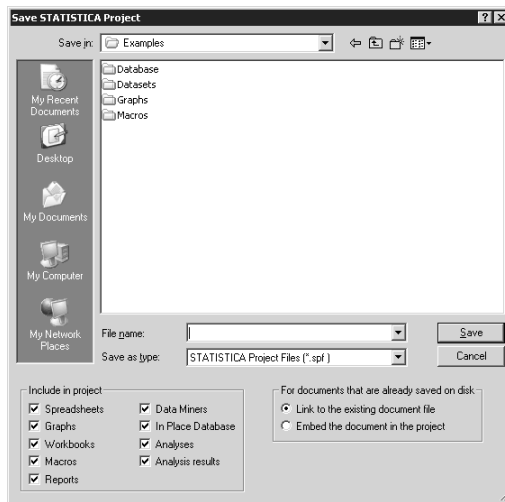 Save STATISTICA Project
Save in: Examples
Database
Datasets
Graphs
Macros
My Recent
Documents
Desktop
My Documents
My Computer
My Network
Places
File name:
Save
Save as type: STATISTICA Project Files (*.spf )
Cancel
Include in project
Spreadsheets
Graphs
Workbooks
Macros
Reports
Data Miners
In Place Database
Analyses
Analysis results
For documents that are already saved on disk
Link to the existing document file
Embed the document in the project